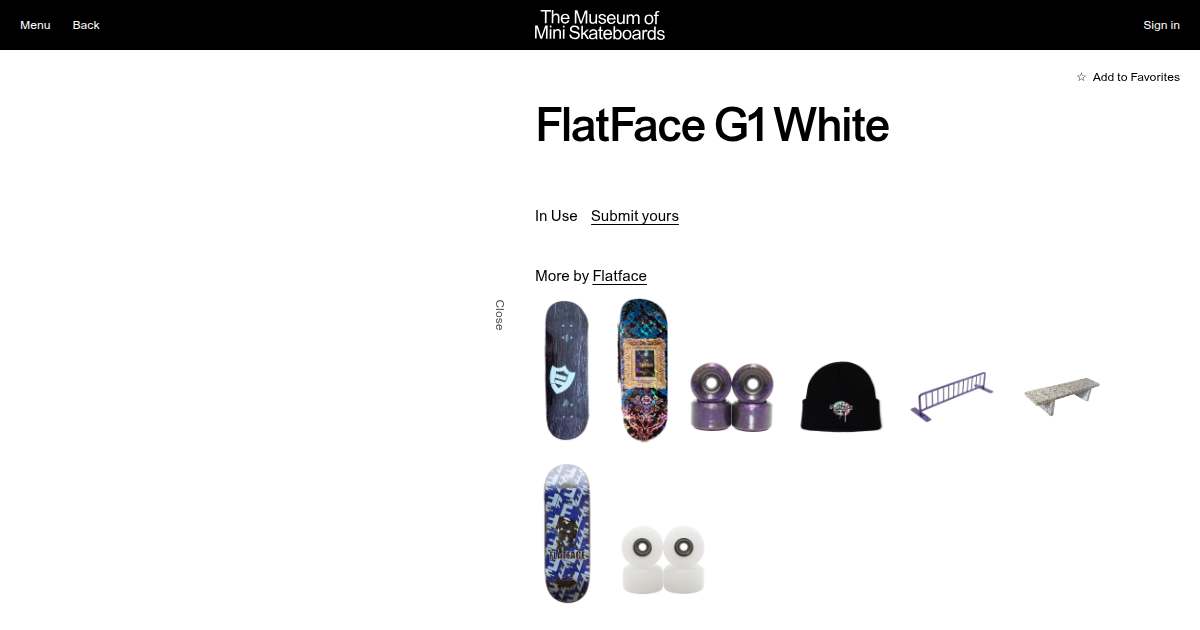 Menu
Back
The Museum of
Mini Skateboards
Sign in
☆ Add to Favorites
FlatFace G1 White
In Use
Submit yours
More by Flatface
Close
FLATFACE